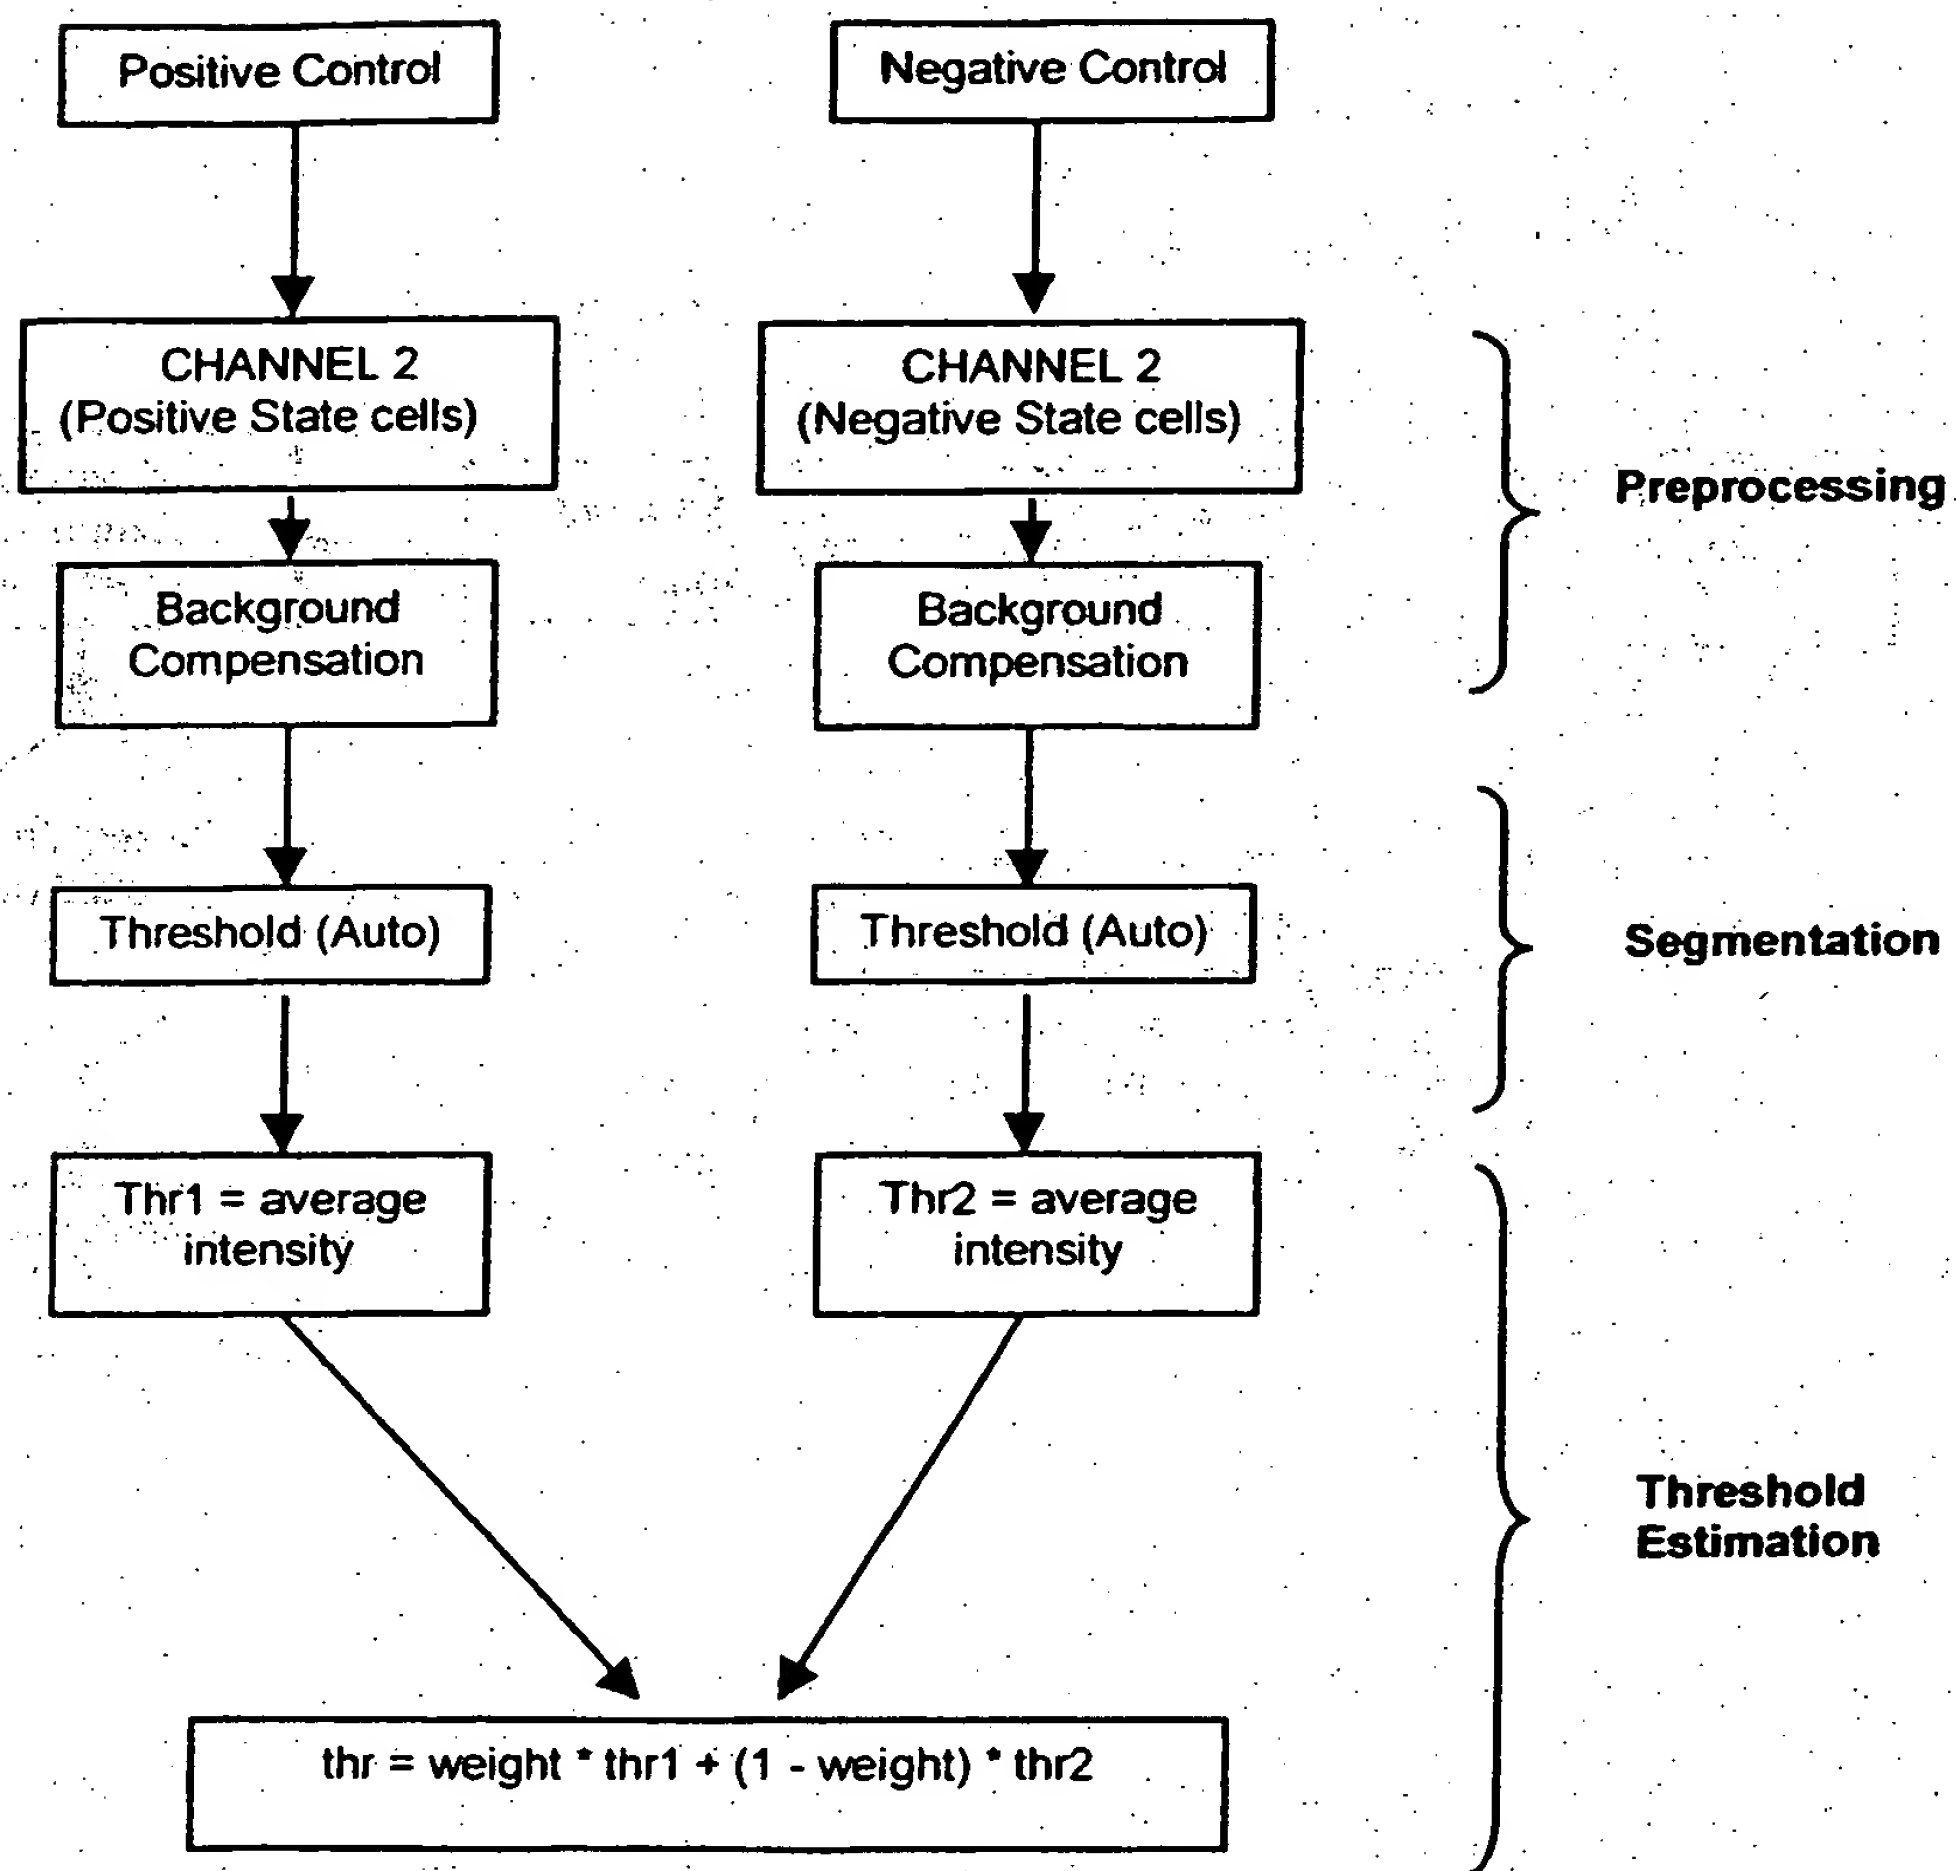 Positive Control
Negative Control
CHANNEL 2
(Positive State cells)
CHANNEL 2
(Negative State cells)
Preprocessing
Background
Compensation
Background
Compensation
Threshold (Auto)
Threshold (Auto)
Segmentation
Thr1 = average
intensity
Thr2 = average
intensity
Threshold
Estimation
thr = weight * thr1 + (1 - weight) * thr2